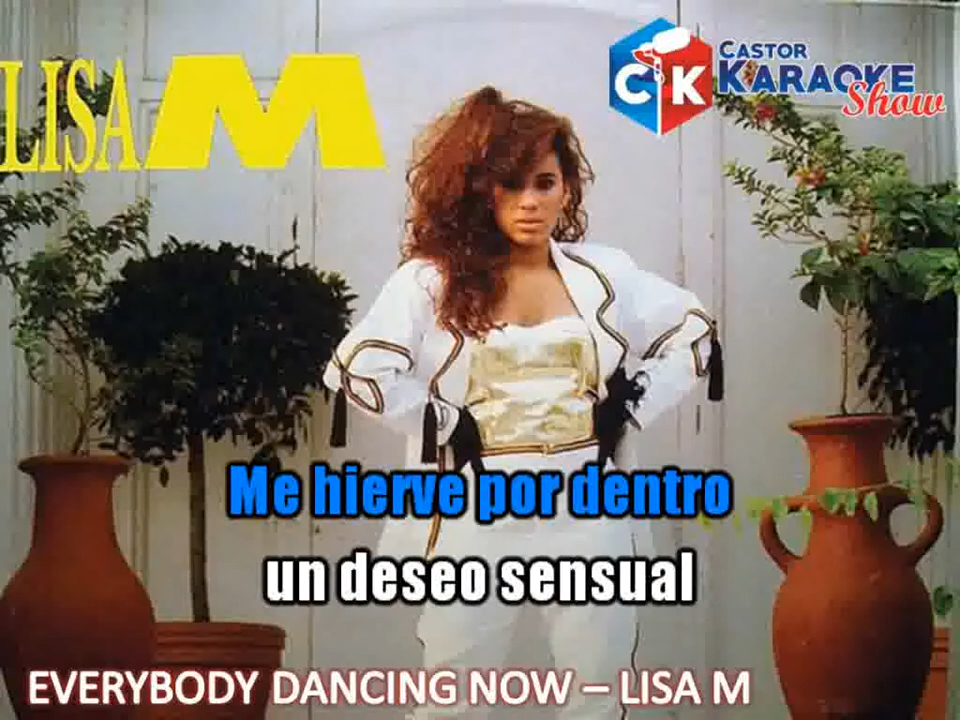 LISA M
CK
CASTOR
KARAOKE
Show
Me hierve por dentro
un deseo sensual
EVERYBODY DANCING NOW – LISA M